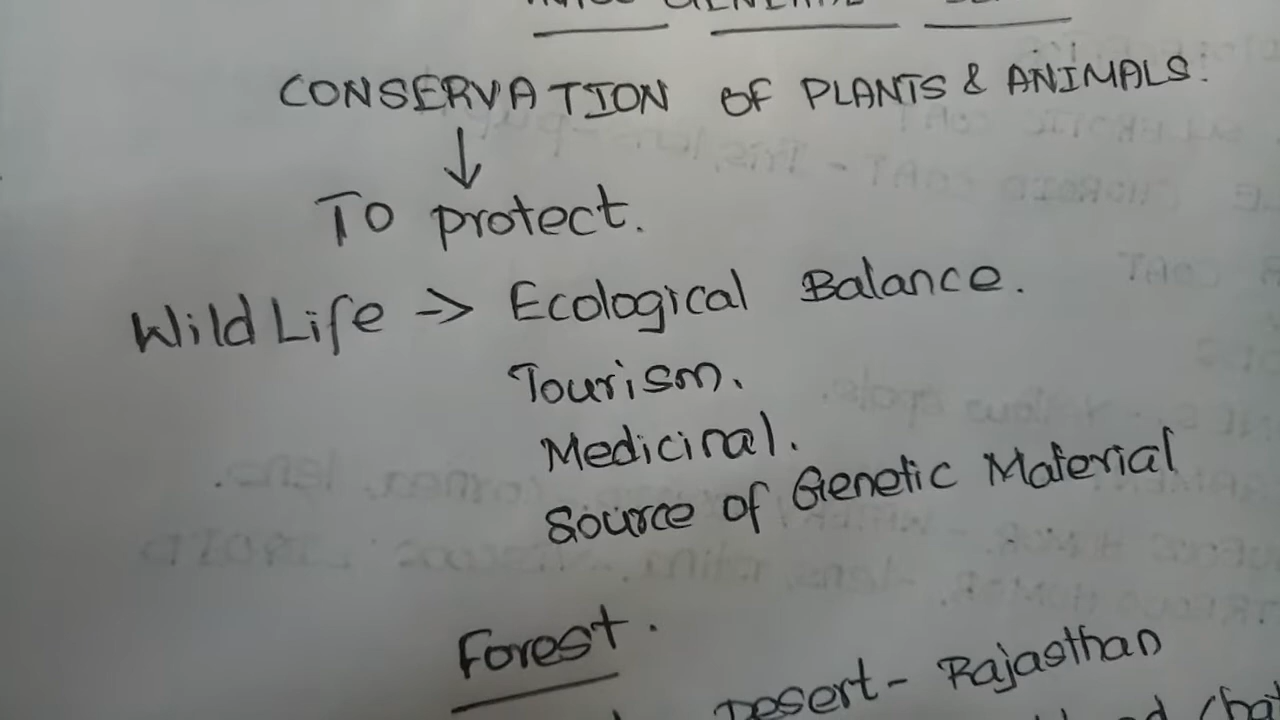 CONSERVATION OF PLANTS & ANIMALS.
↓
To protect.
Wild Life -> Ecological Balance.
Tourism.
Medicinal.
Source of Genetic Material
Forest.
Desert - Rajasthan